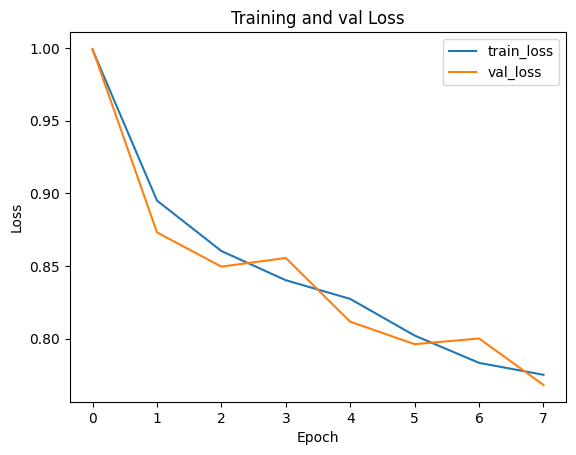 Training and val Loss
train_loss
val_loss
1.00
0.95
0.90
0.85
0.80
Loss
0 1 2 3 4 5 6 7
Epoch